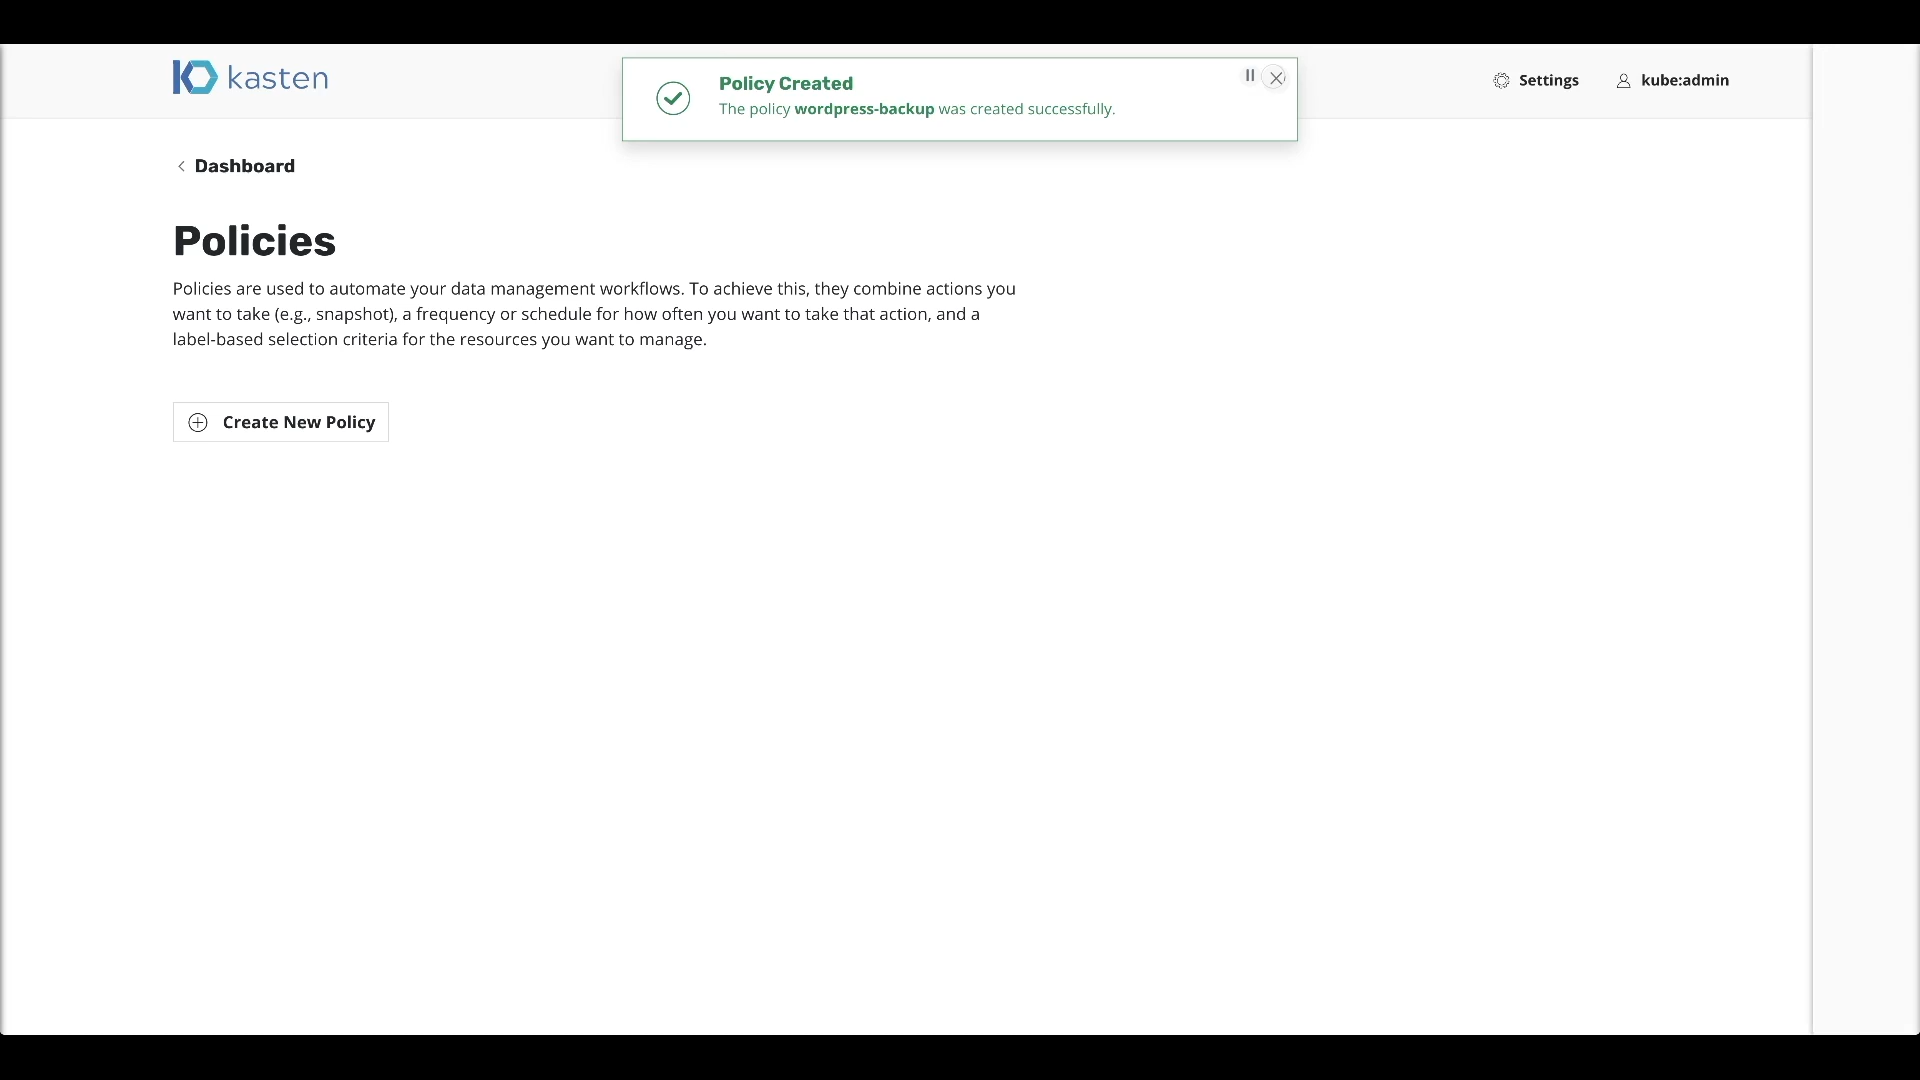 kasten
Policy Created
The policy wordpress-backup was created successfully.
Settings
kube:admin
Dashboard
Policies
Policies are used to automate your data management workflows. To achieve this, they combine actions you
want to take (e.g., snapshot), a frequency or schedule for how often you want to take that action, and a
label-based selection criteria for the resources you want to manage.
Create New Policy